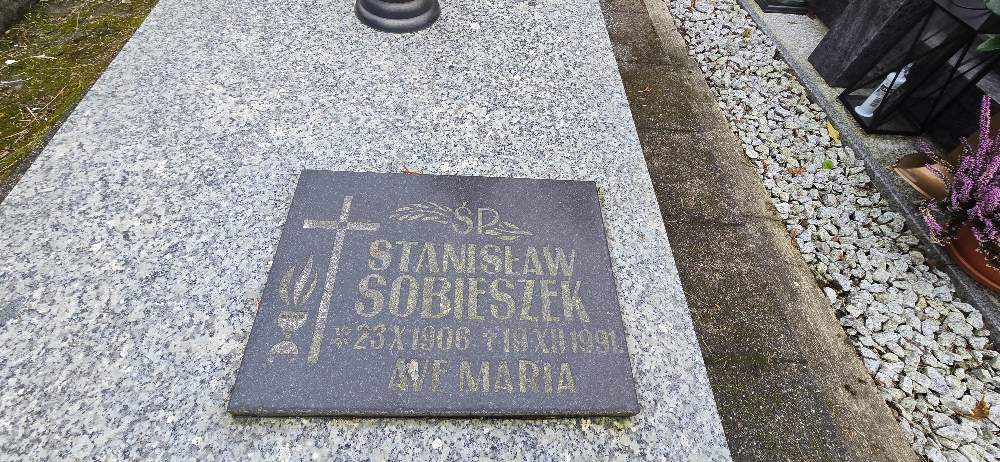 ŚP.
STANISŁAW
SOBIESZEK
*23.X.1906. †19.XII.1991.
AVE MARIA